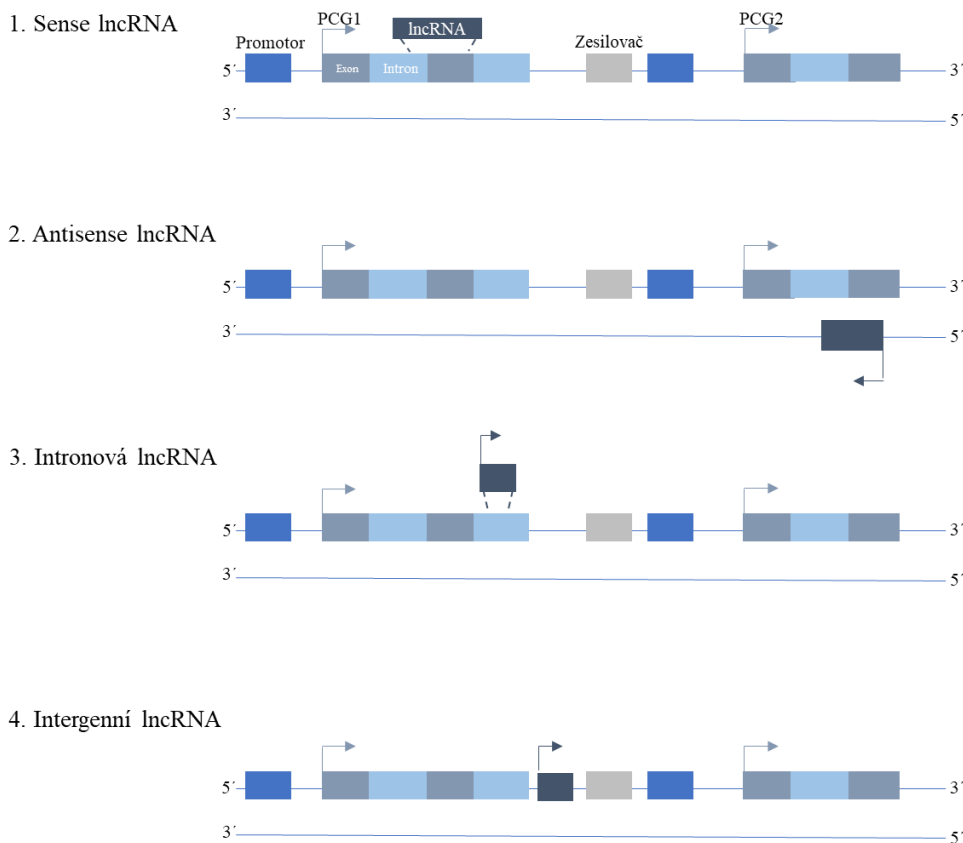 1. Sense lncRNA
PCG1
lncRNA
PCG2
Promotor
Zesilovač
5´
Exon
Intron
3´
3´
5´
2. Antisense lncRNA
5´
3´
3´
5´
3. Intronová lncRNA
5´
3´
3´
5´
4. Intergenní lncRNA
5´
3´
3´
5´